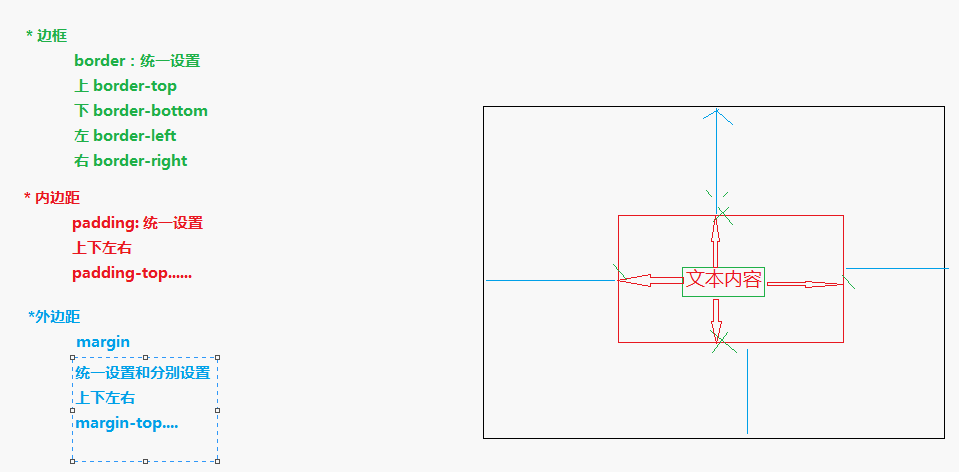 * 边框
border：统一设置
上 border-top
下 border-bottom
左 border-left
右 border-right
* 内边距
padding: 统一设置
上下左右
padding-top......
*外边距
margin
统一设置和分别设置
上下左右
margin-top....
文本内容